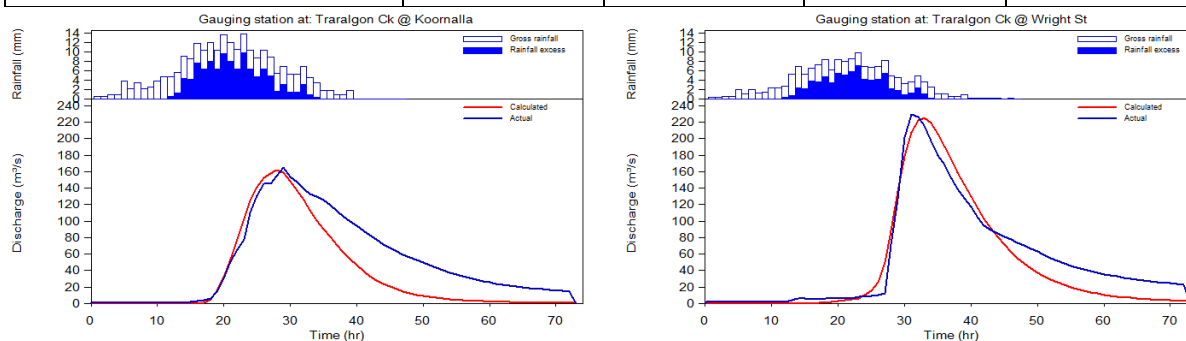 Gauging station at: Traralgon Ck @ Koornalla
Rainfall (mm)
14
12
10
8
6
4
2
0
Gross rainfall
Rainfall excess
Discharge (m³/s)
240
220
200
180
160
140
120
100
80
60
40
20
0
Calculated
Actual
0 10 20 30 40 50 60 70
Time (hr)
Gauging station at: Traralgon Ck @ Wright St
Rainfall (mm)
14
12
10
8
6
4
2
0
Gross rainfall
Rainfall excess
Discharge (m³/s)
240
220
200
180
160
140
120
100
80
60
40
20
0
Calculated
Actual
0 10 20 30 40 50 60 70
Time (hr)